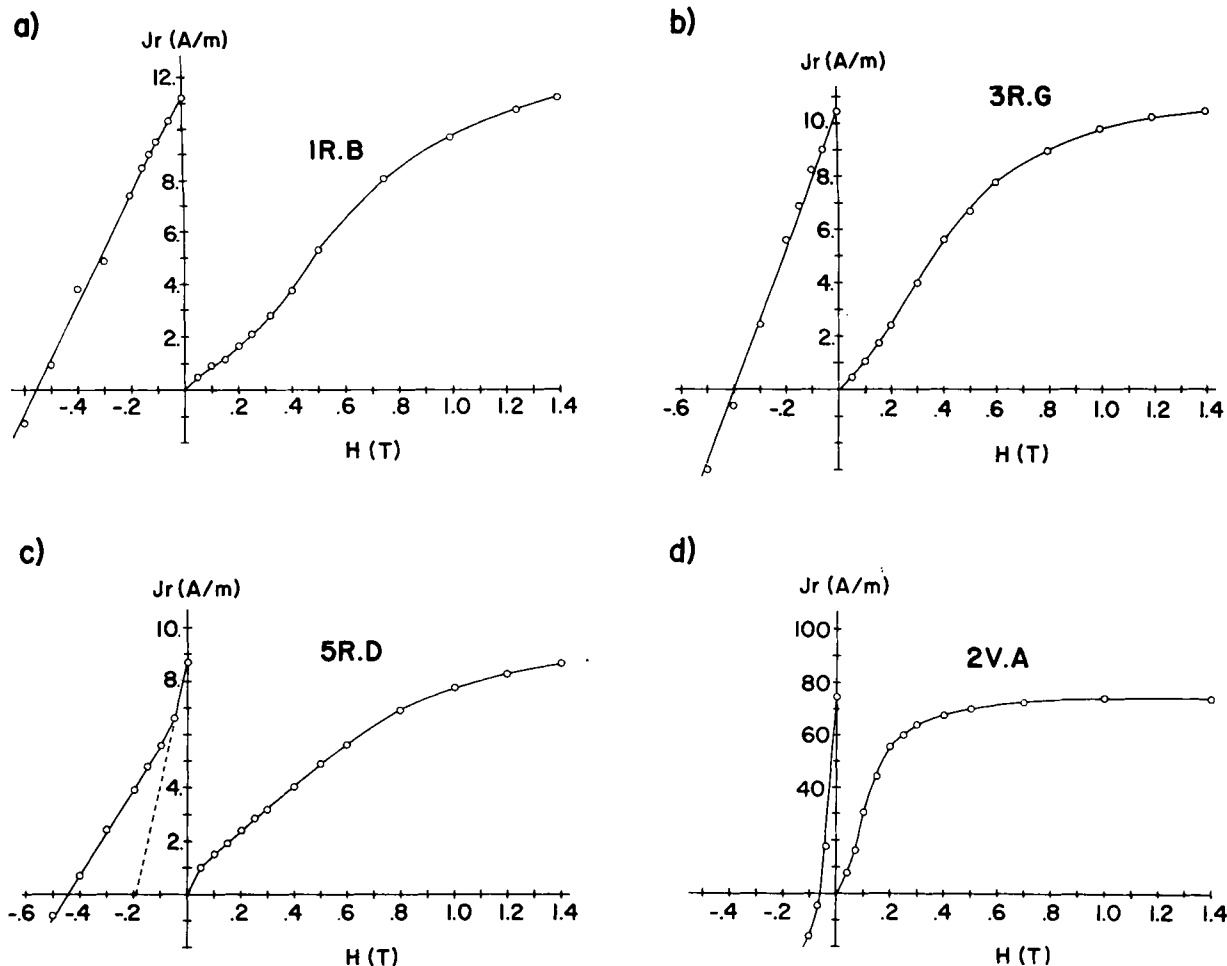 a)
Jr (A/m)
12.
8.
6.
4.
2.
1R.B
-.4 -.2 .2 .4 .6 .8 1.0 1.2 1.4
H (T)
b)
Jr (A/m)
10.
8.
6.
4.
2.
3R.G
-.6 -.4 -.2 .2 .4 .6 .8 1.0 1.2 1.4
H (T)
c)
Jr (A/m)
10.
8.
4.
2.
5R.D
-.6 -.4 -.2 .2 .4 .6 .8 1.0 1.2 1.4
H (T)
d)
Jr (A/m)
100
80
60
40
2V.A
-.4 -.2 .2 .4 .6 .8 1.0 1.2 1.4
H (T)